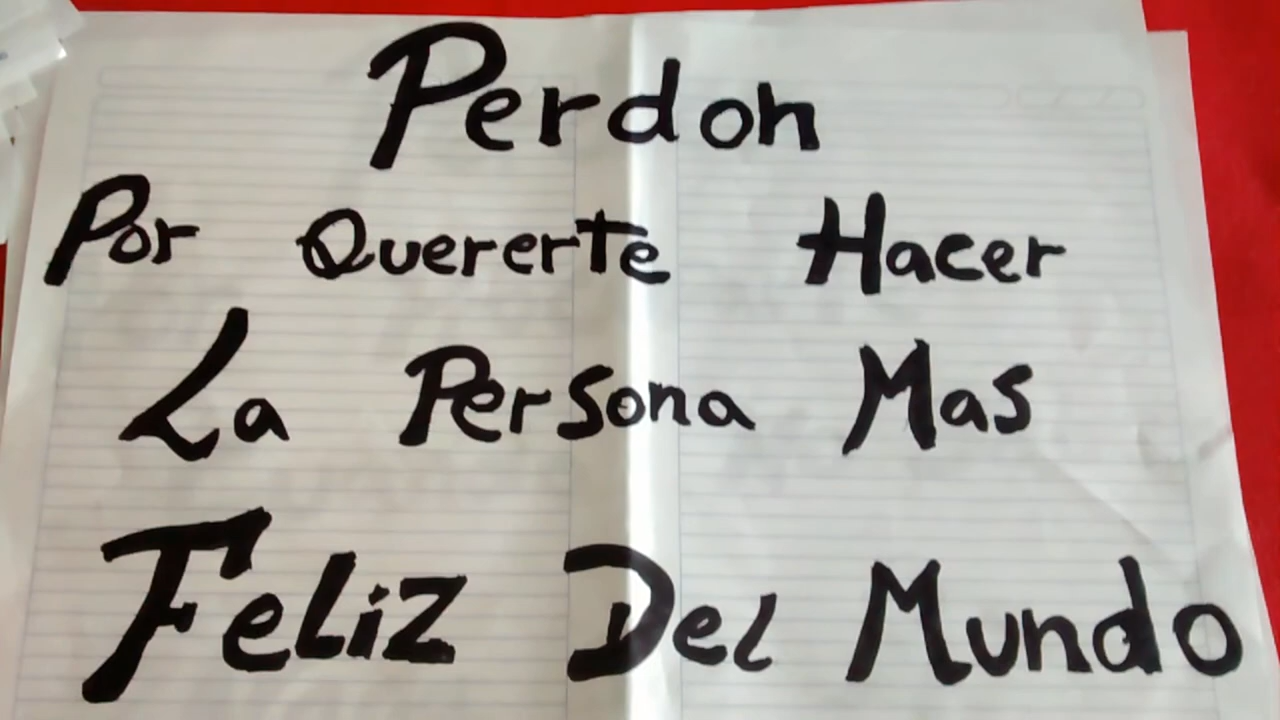 Perdon
Por Quererte Hacer
La Persona Mas
Feliz Del Mundo